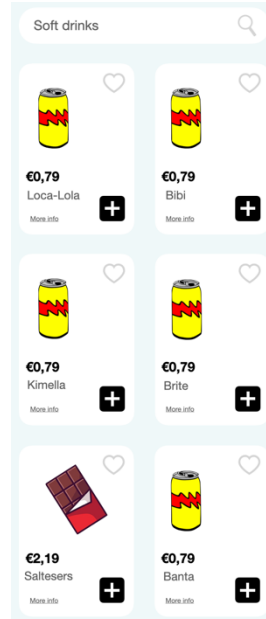 Soft drinks
€0,79
Loca-Lola
More info
€0,79
Bibi
More info
€0,79
Kimella
More info
€0,79
Brite
More info
€2,19
Saltesers
More info
€0,79
Banta
More info